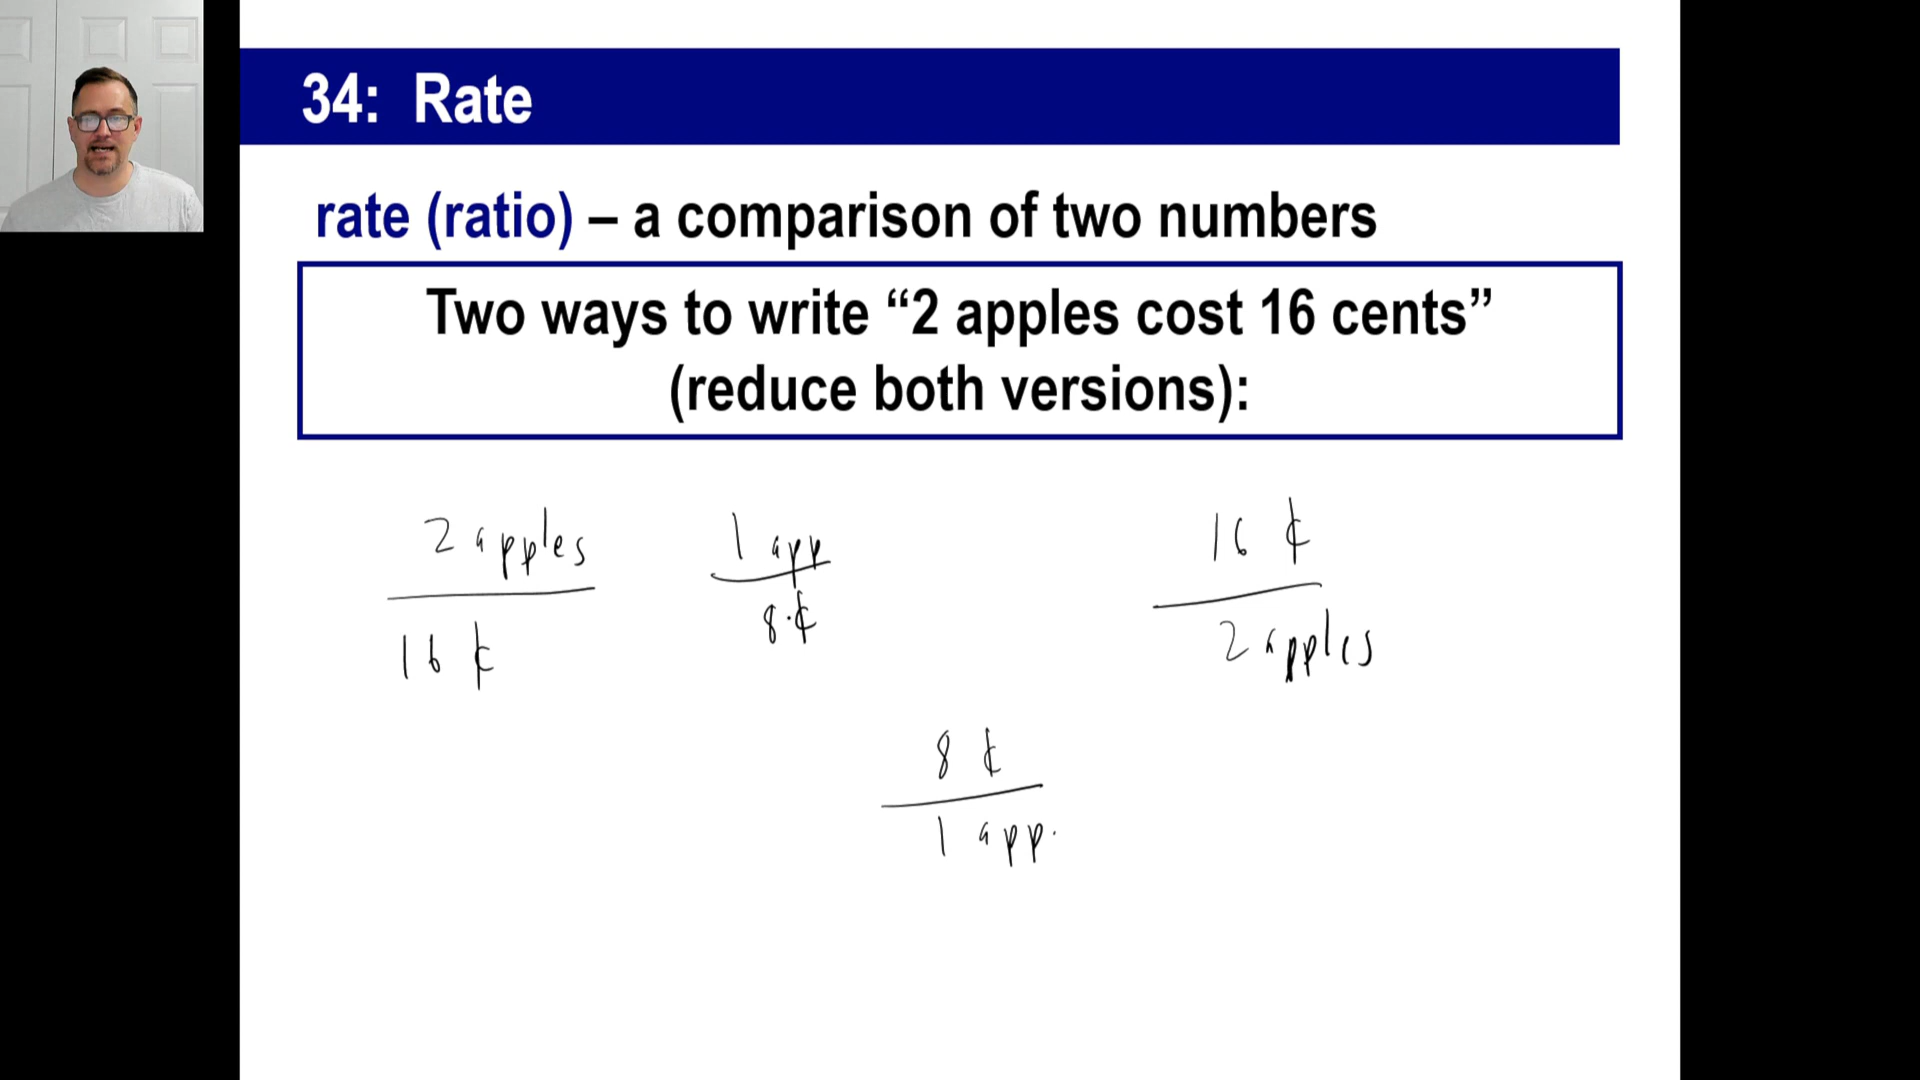 34: Rate
rate (ratio) – a comparison of two numbers
Two ways to write “2 apples cost 16 cents”
(reduce both versions):
2 apples
16 ¢
1 app
8 ¢
16 ¢
2 apples
8 ¢
1 app.